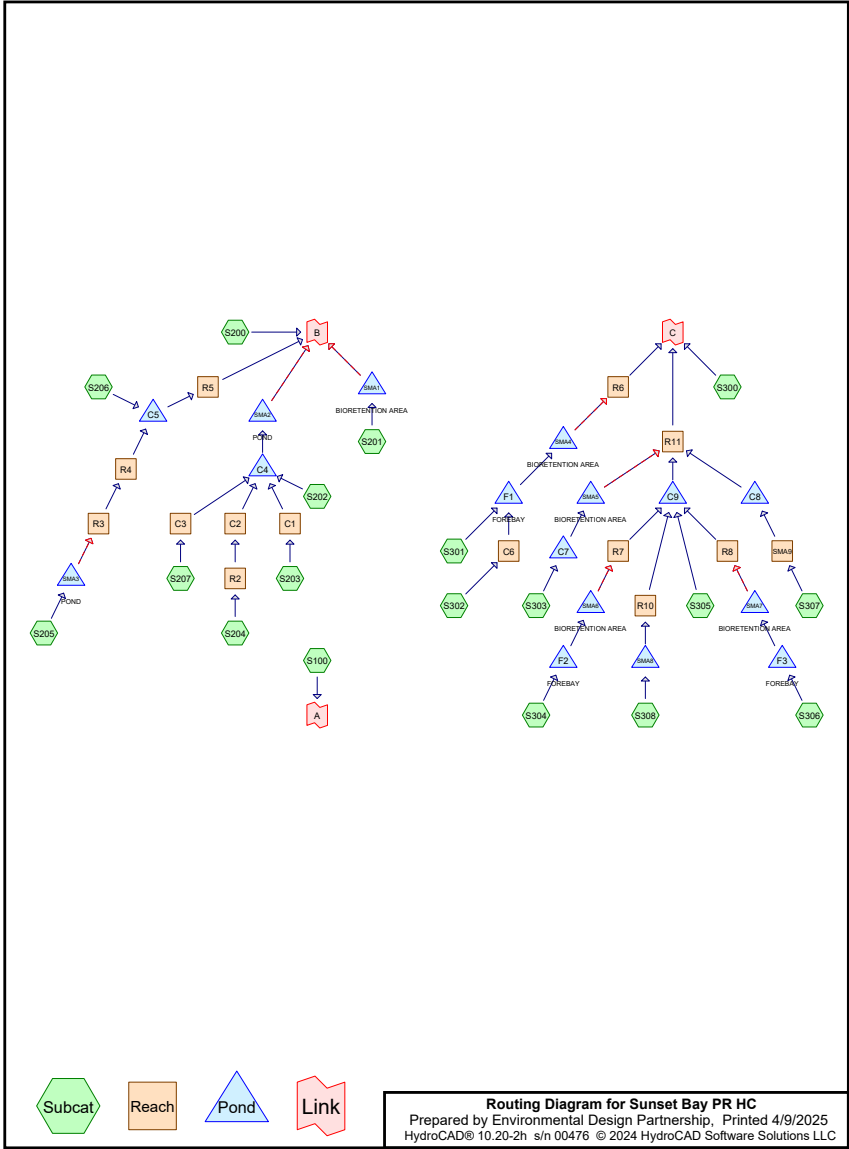 S200
B
C
S206
R5
R6
S300
C5
SMA2
SMA1
BIORETENTION AREA
POND
S201
SMA4
R11
BIORETENTION AREA
R4
C4
S202
F1
FOREBAY
SMA5
BIORETENTION AREA
C9
C8
R3
C3
C2
C1
S301
C6
C7
R7
R8
SMA9
SMA3
POND
S207
R2
S203
S302
S303
SMA6
BIORETENTION AREA
R10
S305
SMA7
BIORETENTION AREA
S307
S205
S204
S100
F2
FOREBAY
SMA8
F3
FOREBAY
A
S304
S308
S306
Subcat
Reach
Pond
Link
Routing Diagram for Sunset Bay PR HC
Prepared by Environmental Design Partnership, Printed 4/9/2025
HydroCAD® 10.20-2h s/n 00476 © 2024 HydroCAD Software Solutions LLC